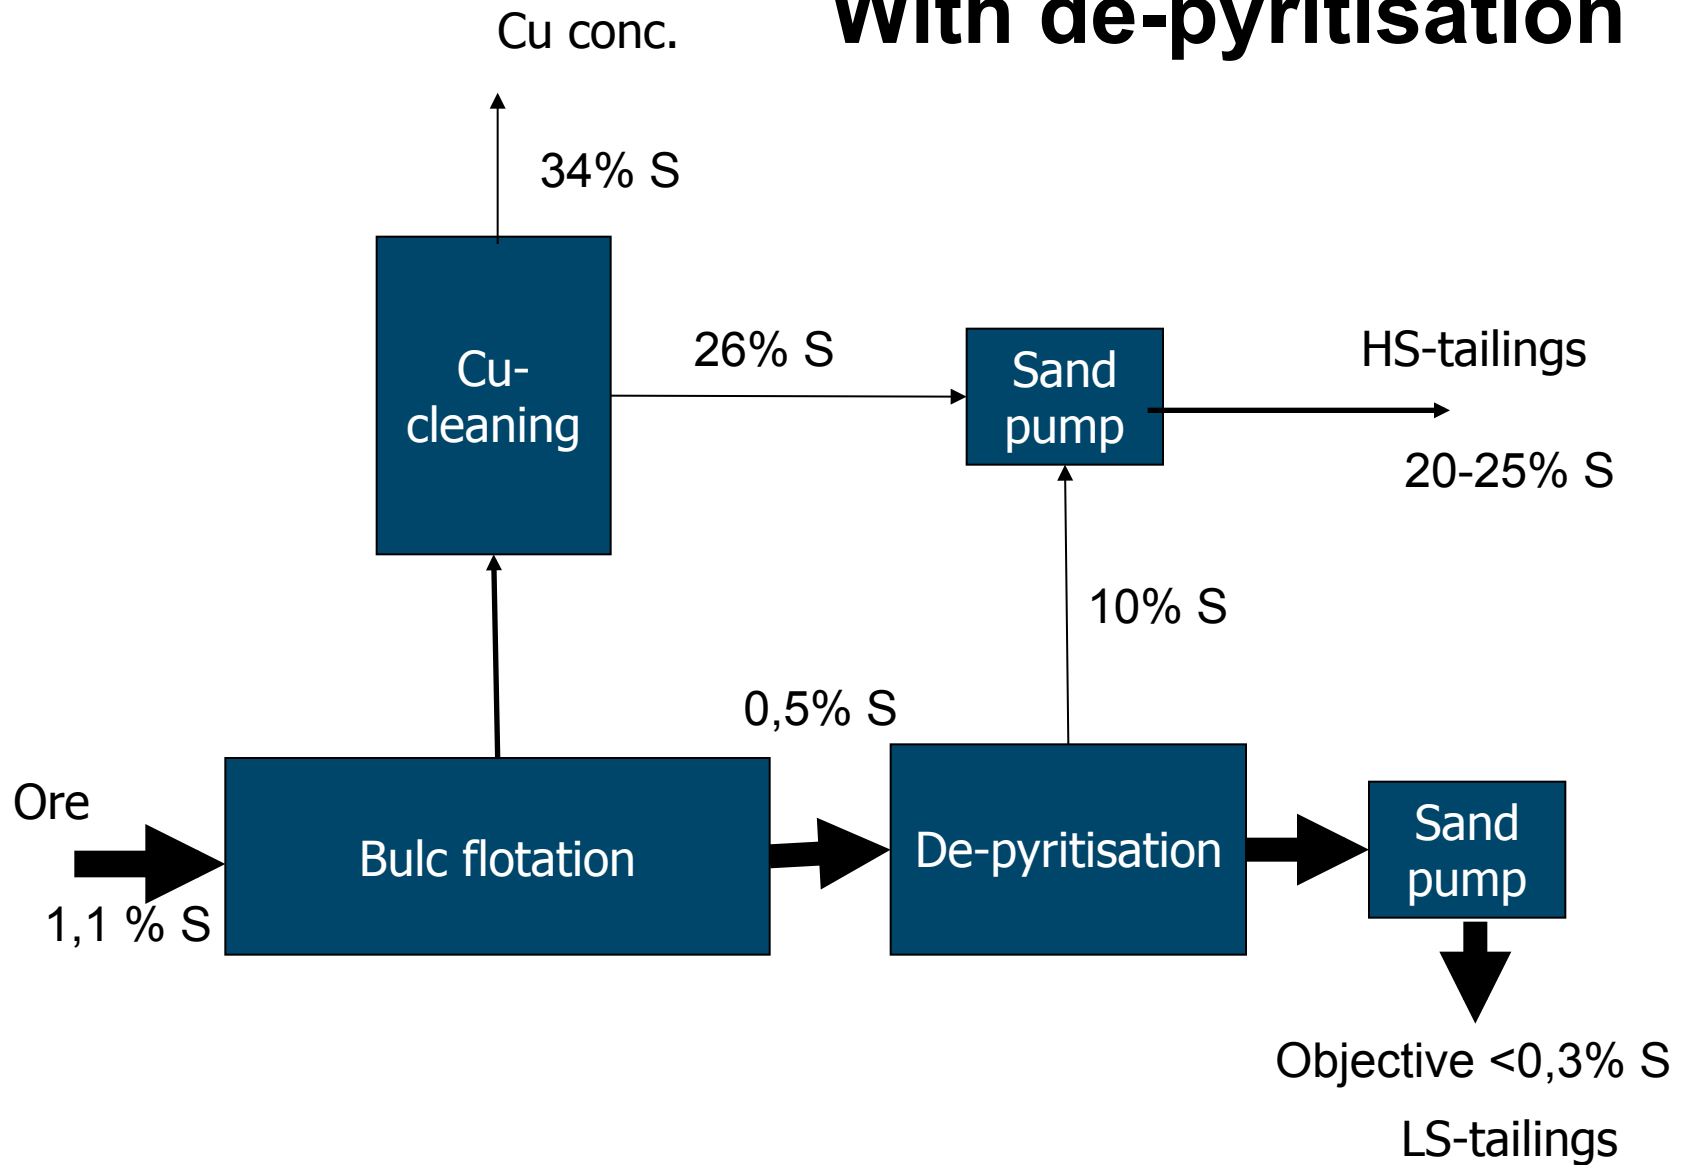 With de-pyritisation
Cu conc.
34% S
Cu-
cleaning
26% S
Sand
pump
HS-tailings
20-25% S
10% S
0,5% S
Ore
1,1 % S
Bulc flotation
De-pyritisation
Sand
pump
Objective <0,3% S
LS-tailings